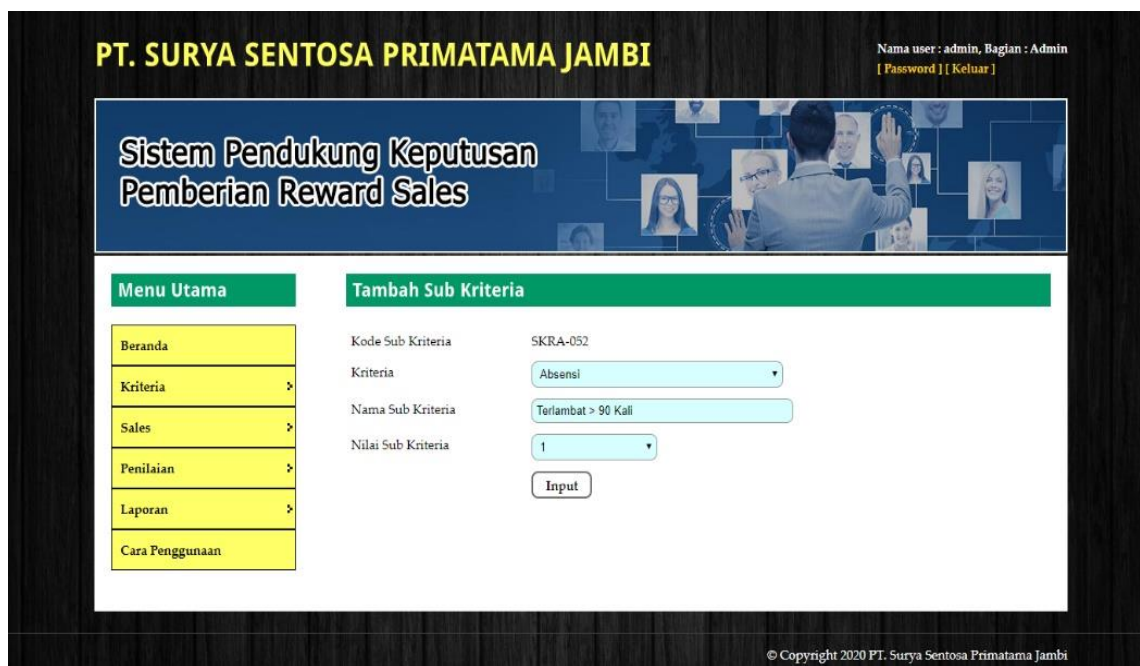 PT. SURYA SENTOSA PRIMATAMA JAMBI
Nama user : admin, Bagian : Admin
[ Password ] [ Keluar ]
Sistem Pendukung Keputusan
Pemberian Reward Sales
Menu Utama
Beranda
Kriteria
Sales
Penilaian
Laporan
Cara Penggunaan
Tambah Sub Kriteria
Kode Sub Kriteria SKRA-052
Kriteria Absensi
Nama Sub Kriteria Terlambat > 90 Kali
Nilai Sub Kriteria 1
Input
© Copyright 2020 PT. Surya Sentosa Primatama Jambi